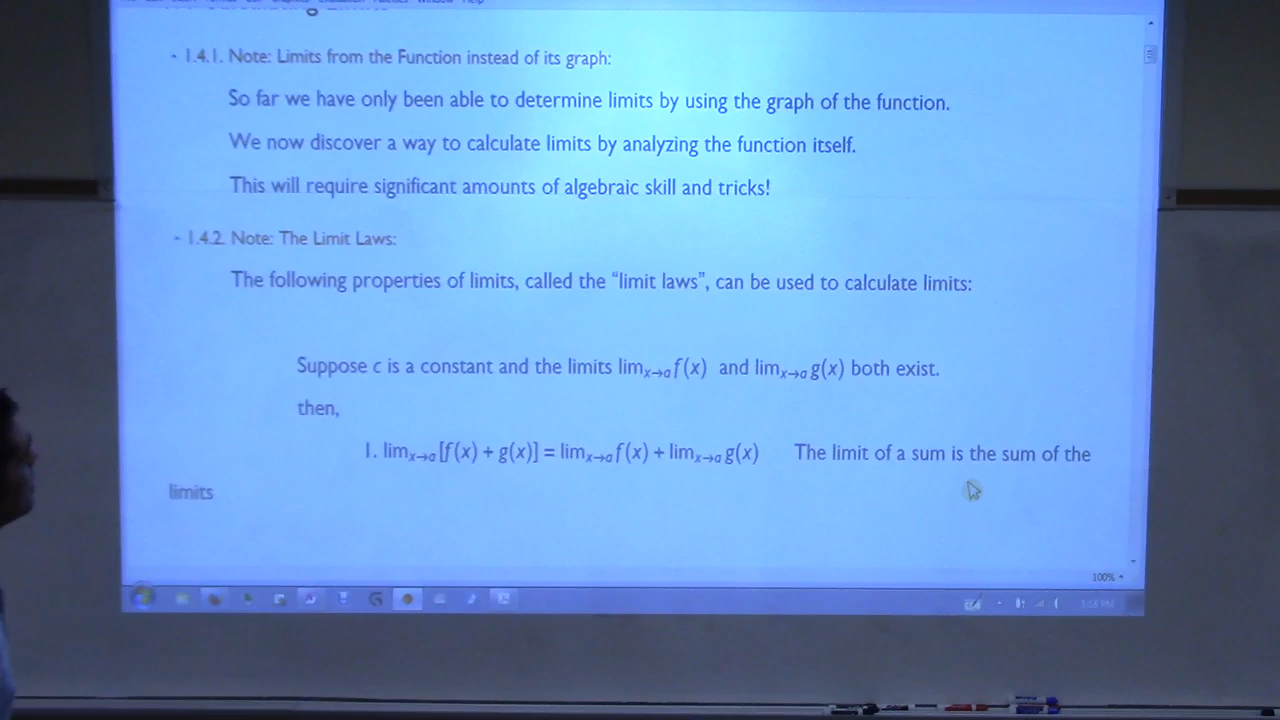 - 1.4.1. Note: Limits from the Function instead of its graph:
So far we have only been able to determine limits by using the graph of the function.
We now discover a way to calculate limits by analyzing the function itself.
This will require significant amounts of algebraic skill and tricks!
- 1.4.2. Note: The Limit Laws:
The following properties of limits, called the “limit laws”, can be used to calculate limits:
Suppose c is a constant and the limits limₓ→ₐ f(x) and limₓ→ₐ g(x) both exist.
then,
1. limₓ→ₐ [f(x) + g(x)] = limₓ→ₐ f(x) + limₓ→ₐ g(x) The limit of a sum is the sum of the
limits
100%